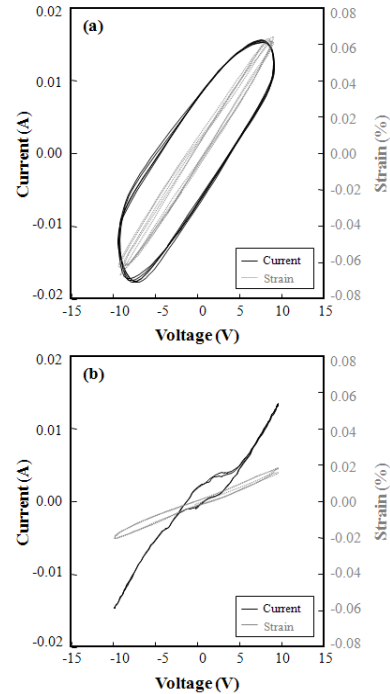 (a)
0.02
0.01
0.00
-0.01
-0.02
Current (A)
0.08
0.06
0.04
0.02
0.00
-0.02
-0.04
-0.06
-0.08
Strain (%)
Current
Strain
-15 -10 -5 0 5 10 15
Voltage (V)
(b)
0.02
0.01
0.00
-0.01
-0.02
Current (A)
0.08
0.06
0.04
0.02
0.00
-0.02
-0.04
-0.06
-0.08
Strain (%)
Current
Strain
-15 -10 -5 0 5 10 15
Voltage (V)